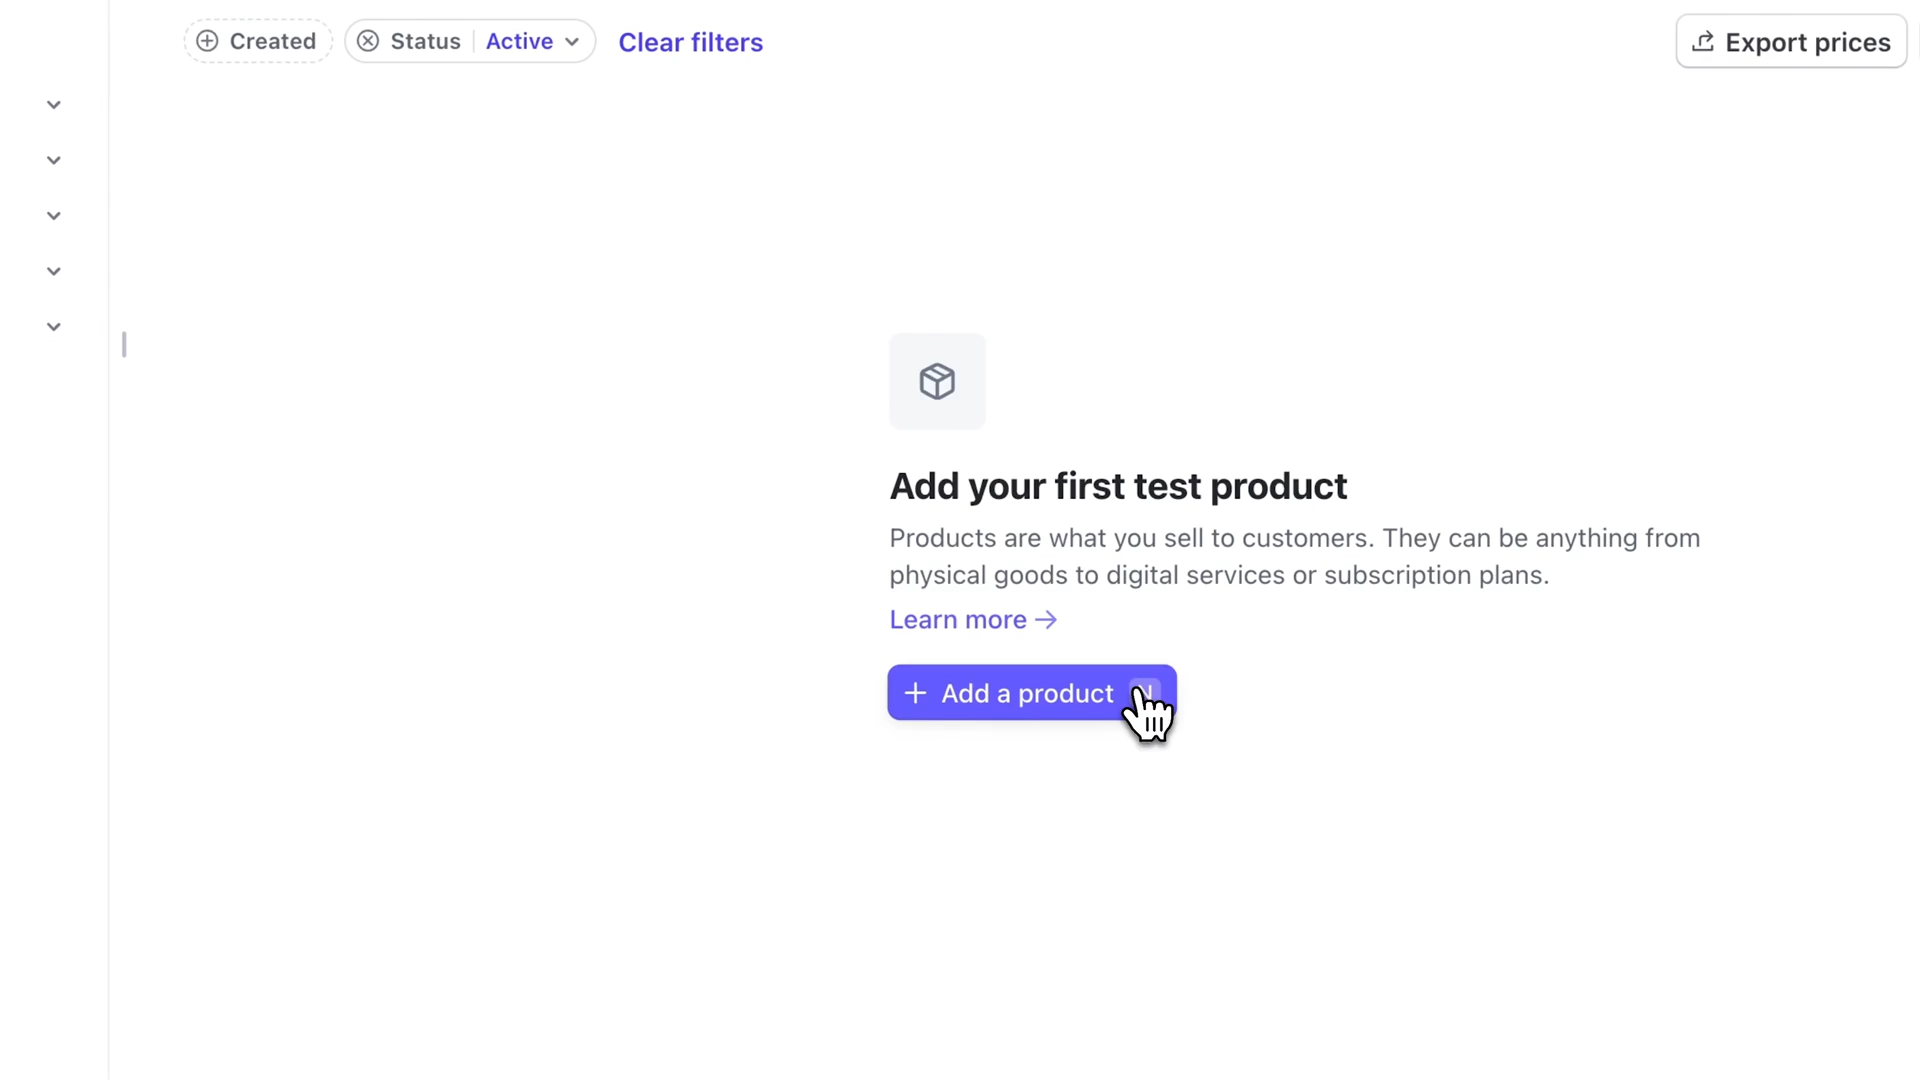 Created
Status Active
Clear filters
Export prices
Add your first test product
Products are what you sell to customers. They can be anything from
physical goods to digital services or subscription plans.
Learn more →
+ Add a product